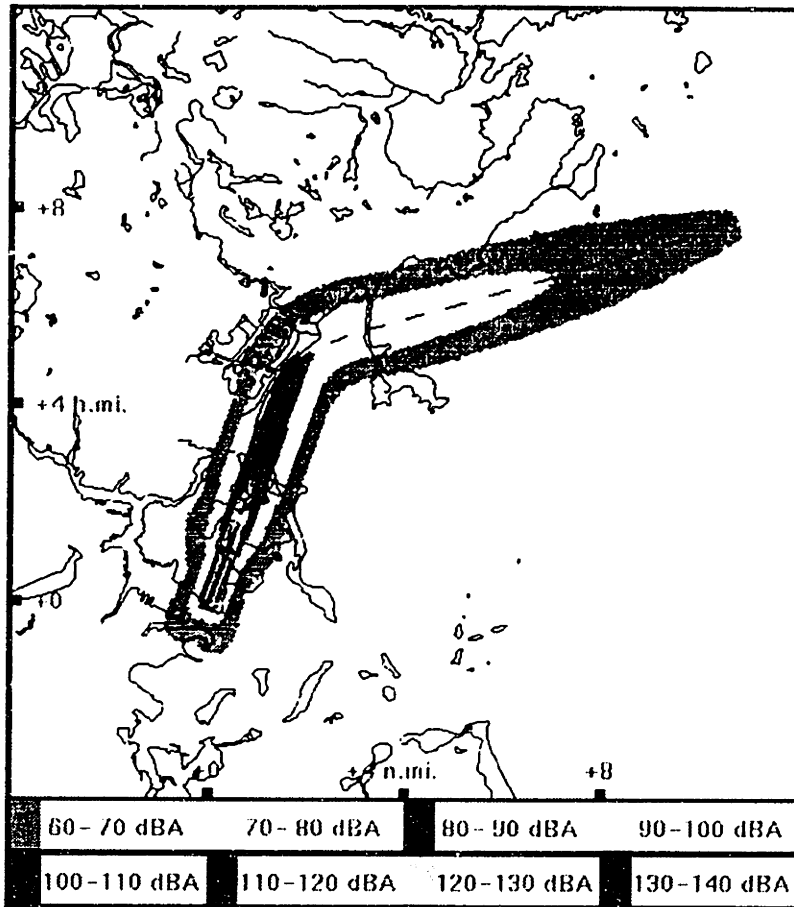 +8
+4 n.mi.
+0
+0
+4 n.mi.
+8
60-70 dBA
70-80 dBA
80-90 dBA
90-100 dBA
100-110 dBA
110-120 dBA
120-130 dBA
130-140 dBA